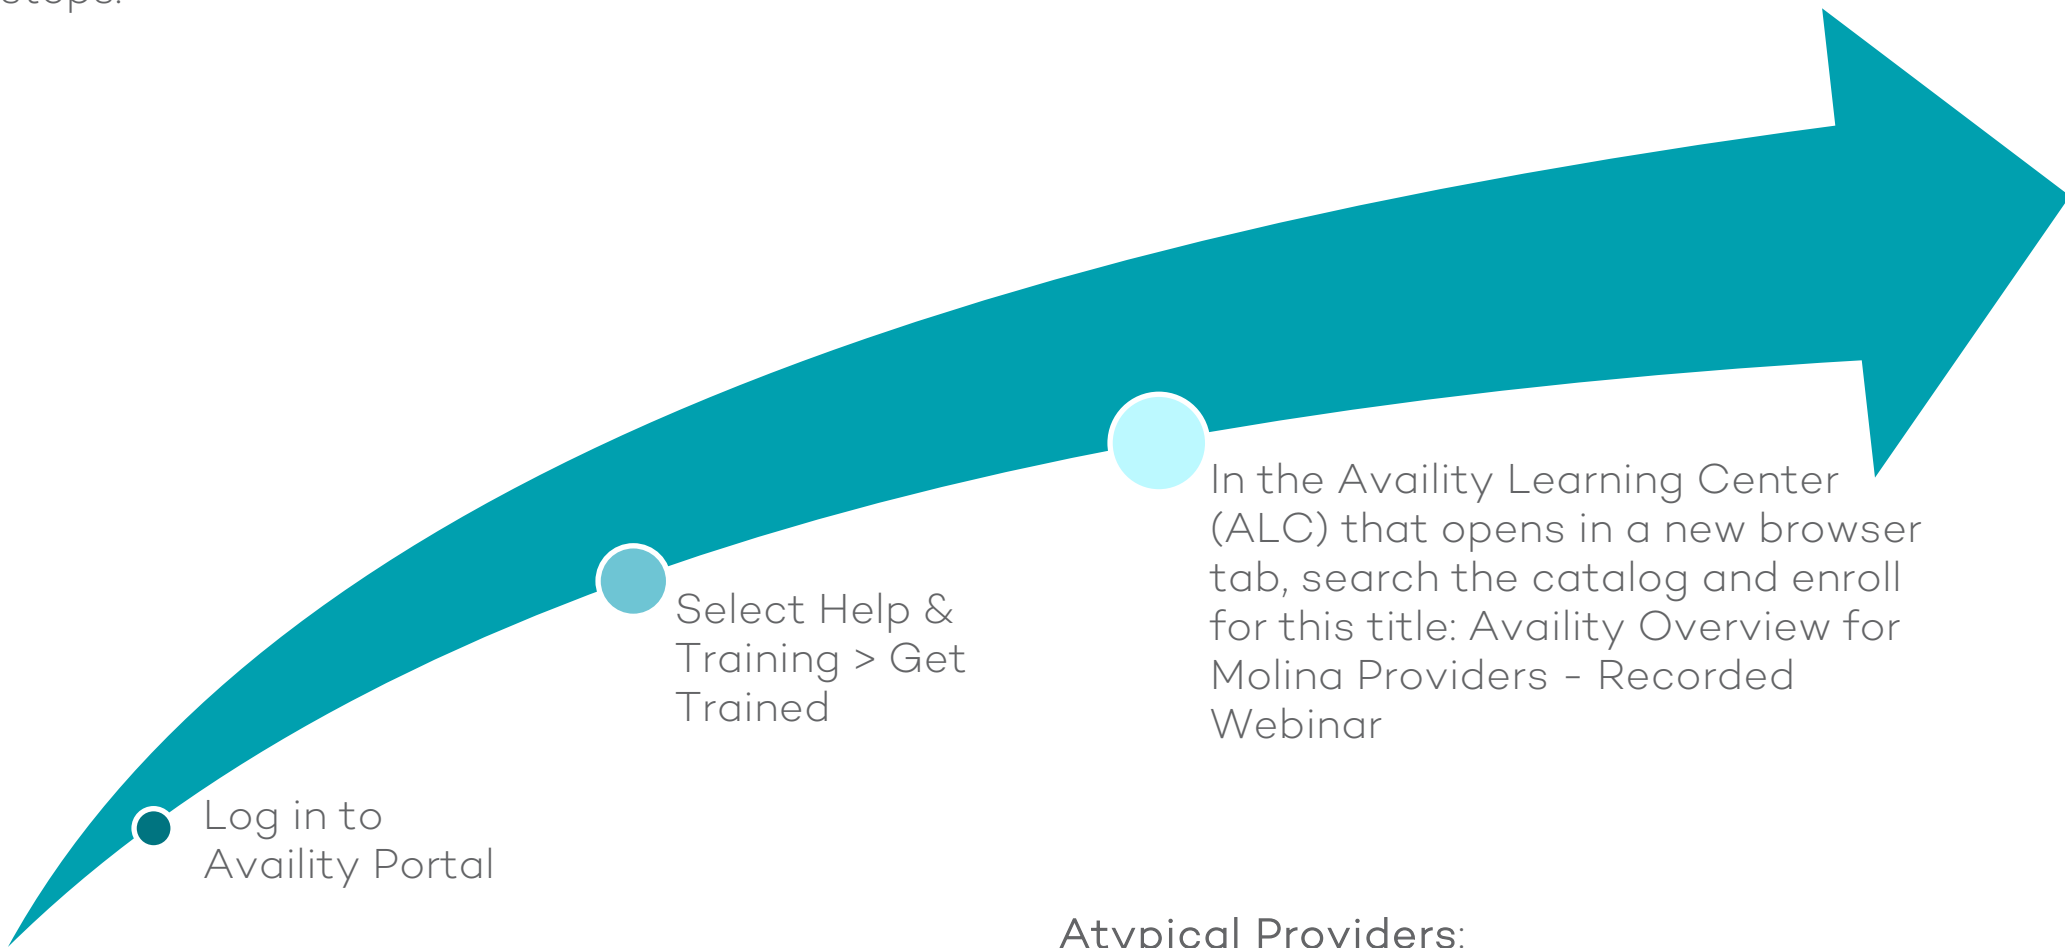 steps.
Log in to
Availity Portal
Select Help &
Training > Get
Trained
In the Availity Learning Center
(ALC) that opens in a new browser
tab, search the catalog and enroll
for this title: Availity Overview for
Molina Providers - Recorded
Webinar
Atypical Providers: